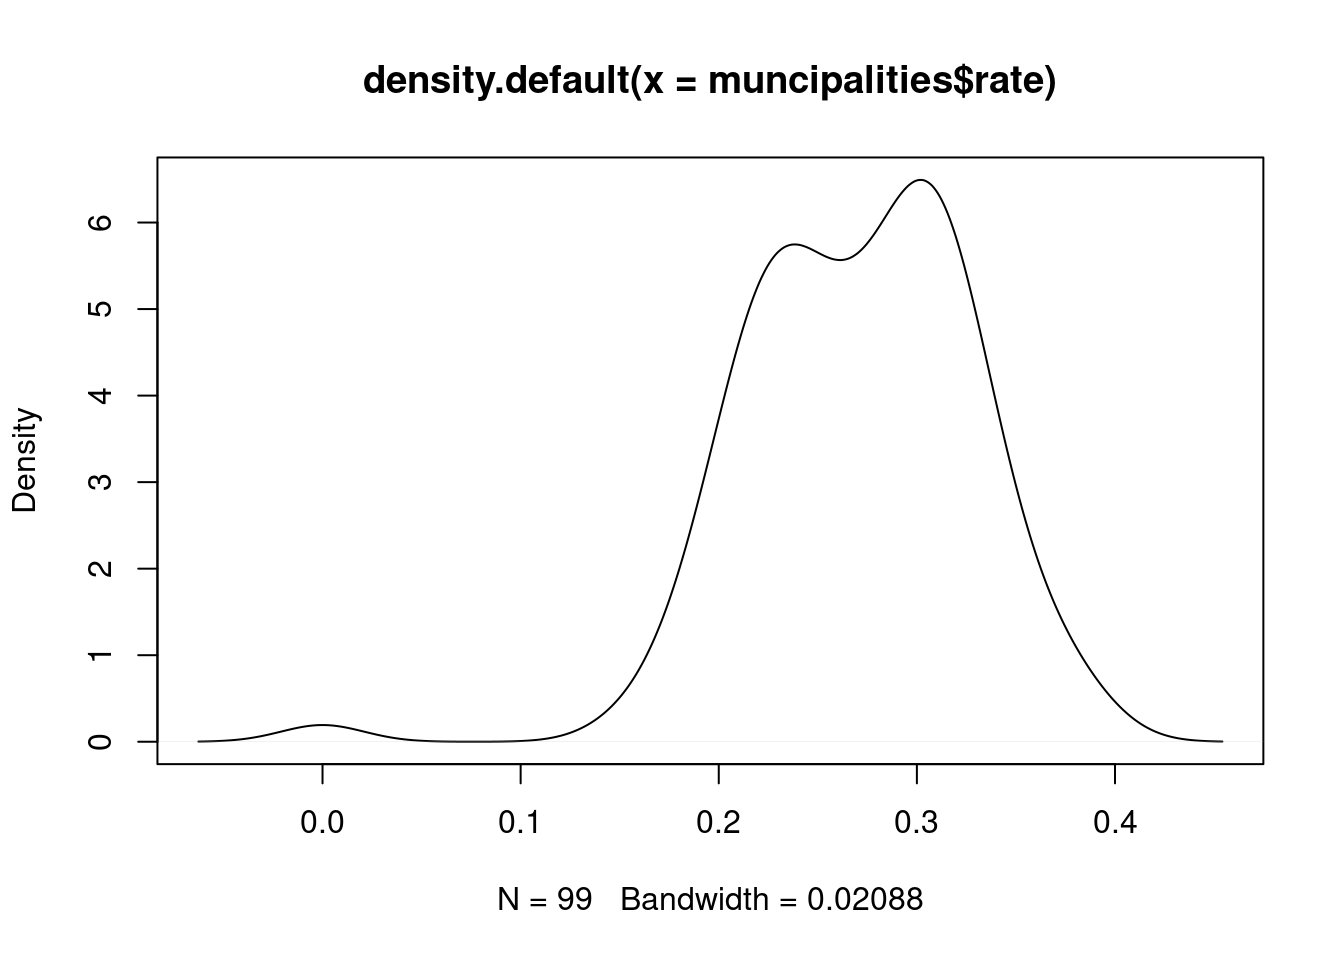 density.default(x = muncipalities$rate)
Density
6
5
4
3
2
1
0
0.0 0.1 0.2 0.3 0.4
N = 99 Bandwidth = 0.02088